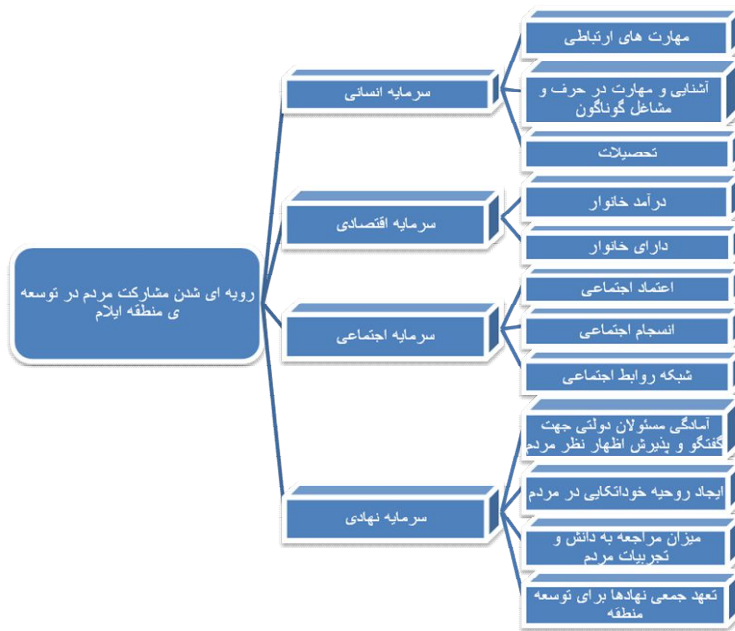 مهارت های ارتباطی
سرمایه انسانی
آشنایی و مهارت در حرف و
مشاغل گوناگون
تحصیلات
سرمایه اقتصادی
درآمد خانوار
دارای خانوار
رویه ای شدن مشارکت مردم در توسعه
ی منطقه ایلام
سرمایه اجتماعی
اعتماد اجتماعی
انسجام اجتماعی
شبکه روابط اجتماعی
سرمایه نهادی
آمادگی مسئولان دولتی جهت
گفتگو و پذیرش اظهار نظر مردم
ایجاد روحیه خوداتکایی در مردم
میزان مراجعه به دانش و
تجربیات مردم
تعهد جمعی نهادها برای توسعه
منطقه